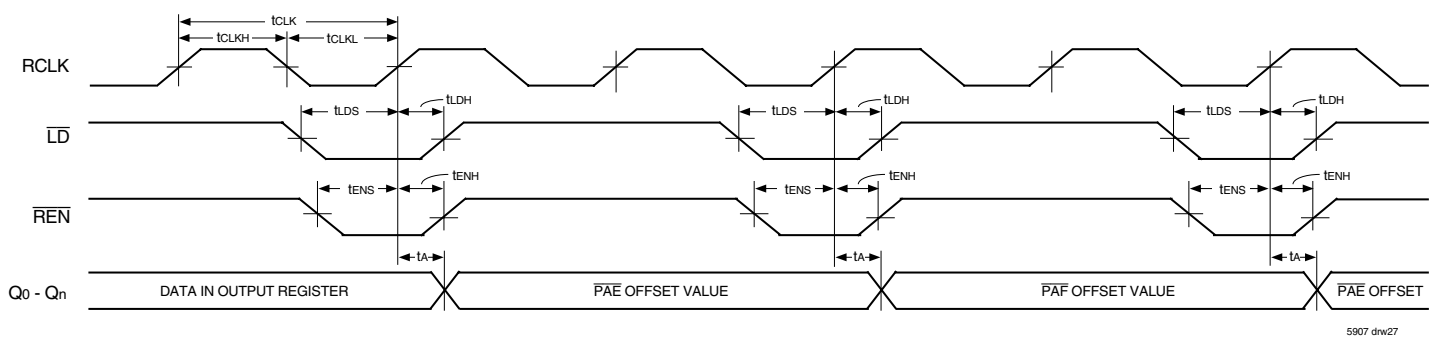 tCLK
tCLKH
tCLKL
RCLK
tLDS
tLDH
tLDS
tLDH
tLDS
tLDH
LD
tENS
tENH
tENS
tENH
tENS
tENH
REN
tA
tA
tA
Q0 - Qn
DATA IN OUTPUT REGISTER
PAE OFFSET VALUE
PAF OFFSET VALUE
PAE OFFSET
5907 drw27